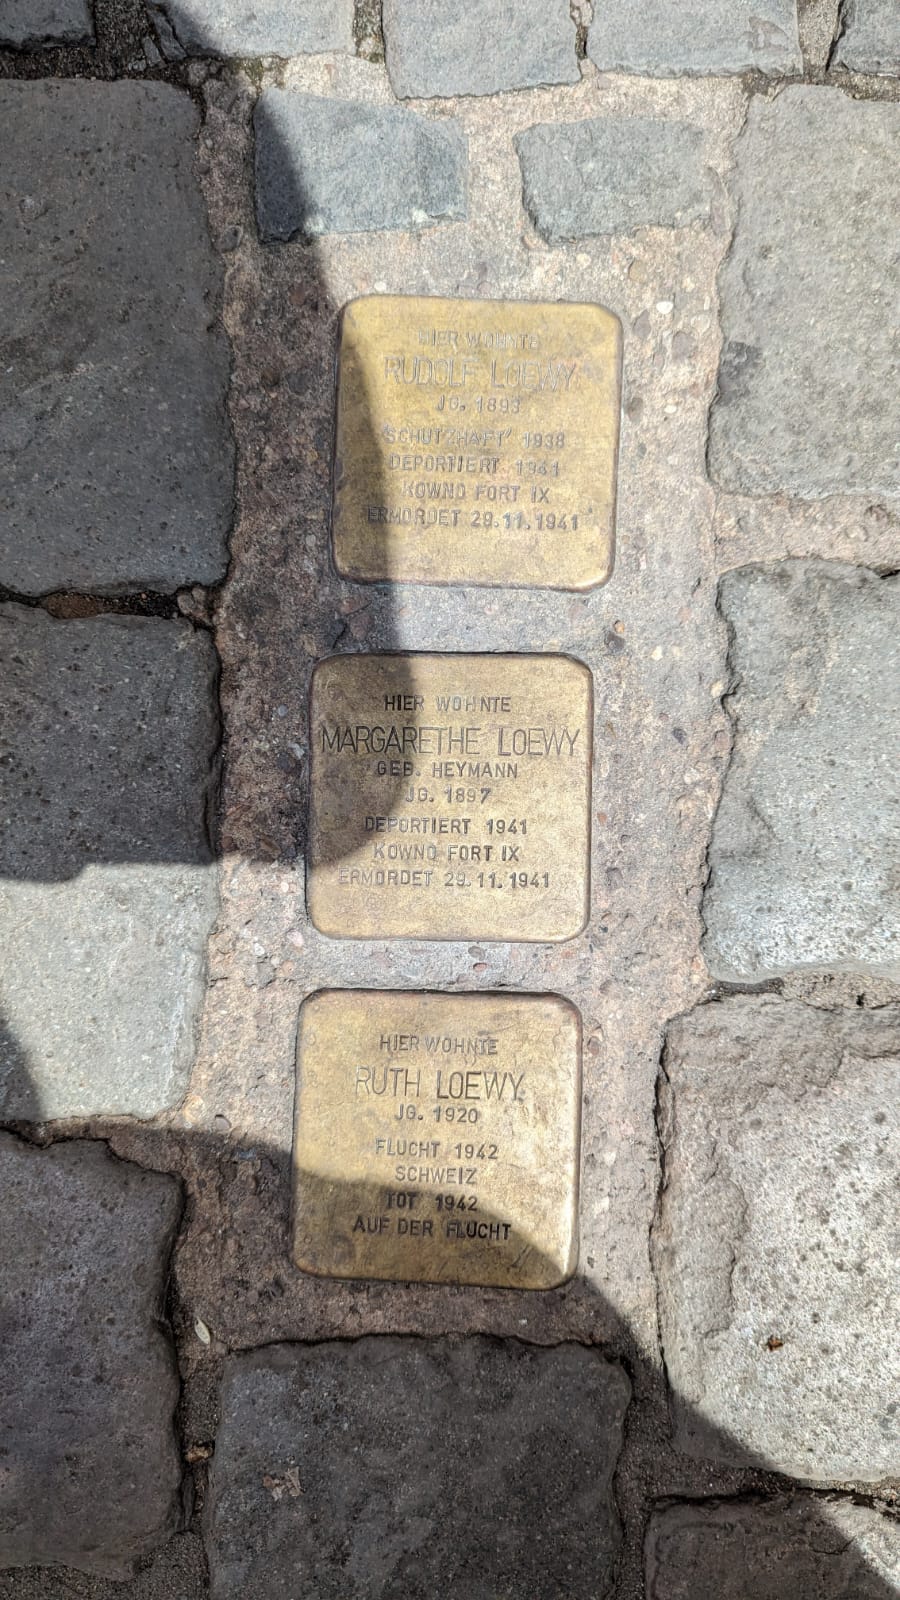 HIER WOHNTE
RUDOLF LOEWY
JG. 1893
'SCHUTZHAFT' 1938
DEPORTIERT 1941
KOWNO FORT IX
ERMORDET 29.11.1941
HIER WOHNTE
MARGARETHE LOEWY
GEB. HEYMANN
JG. 1897
DEPORTIERT 1941
KOWNO FORT IX
ERMORDET 29.11.1941
HIER WOHNTE
RUTH LOEWY
JG. 1920
FLUCHT 1942
SCHWEIZ
TOT 1942
AUF DER FLUCHT